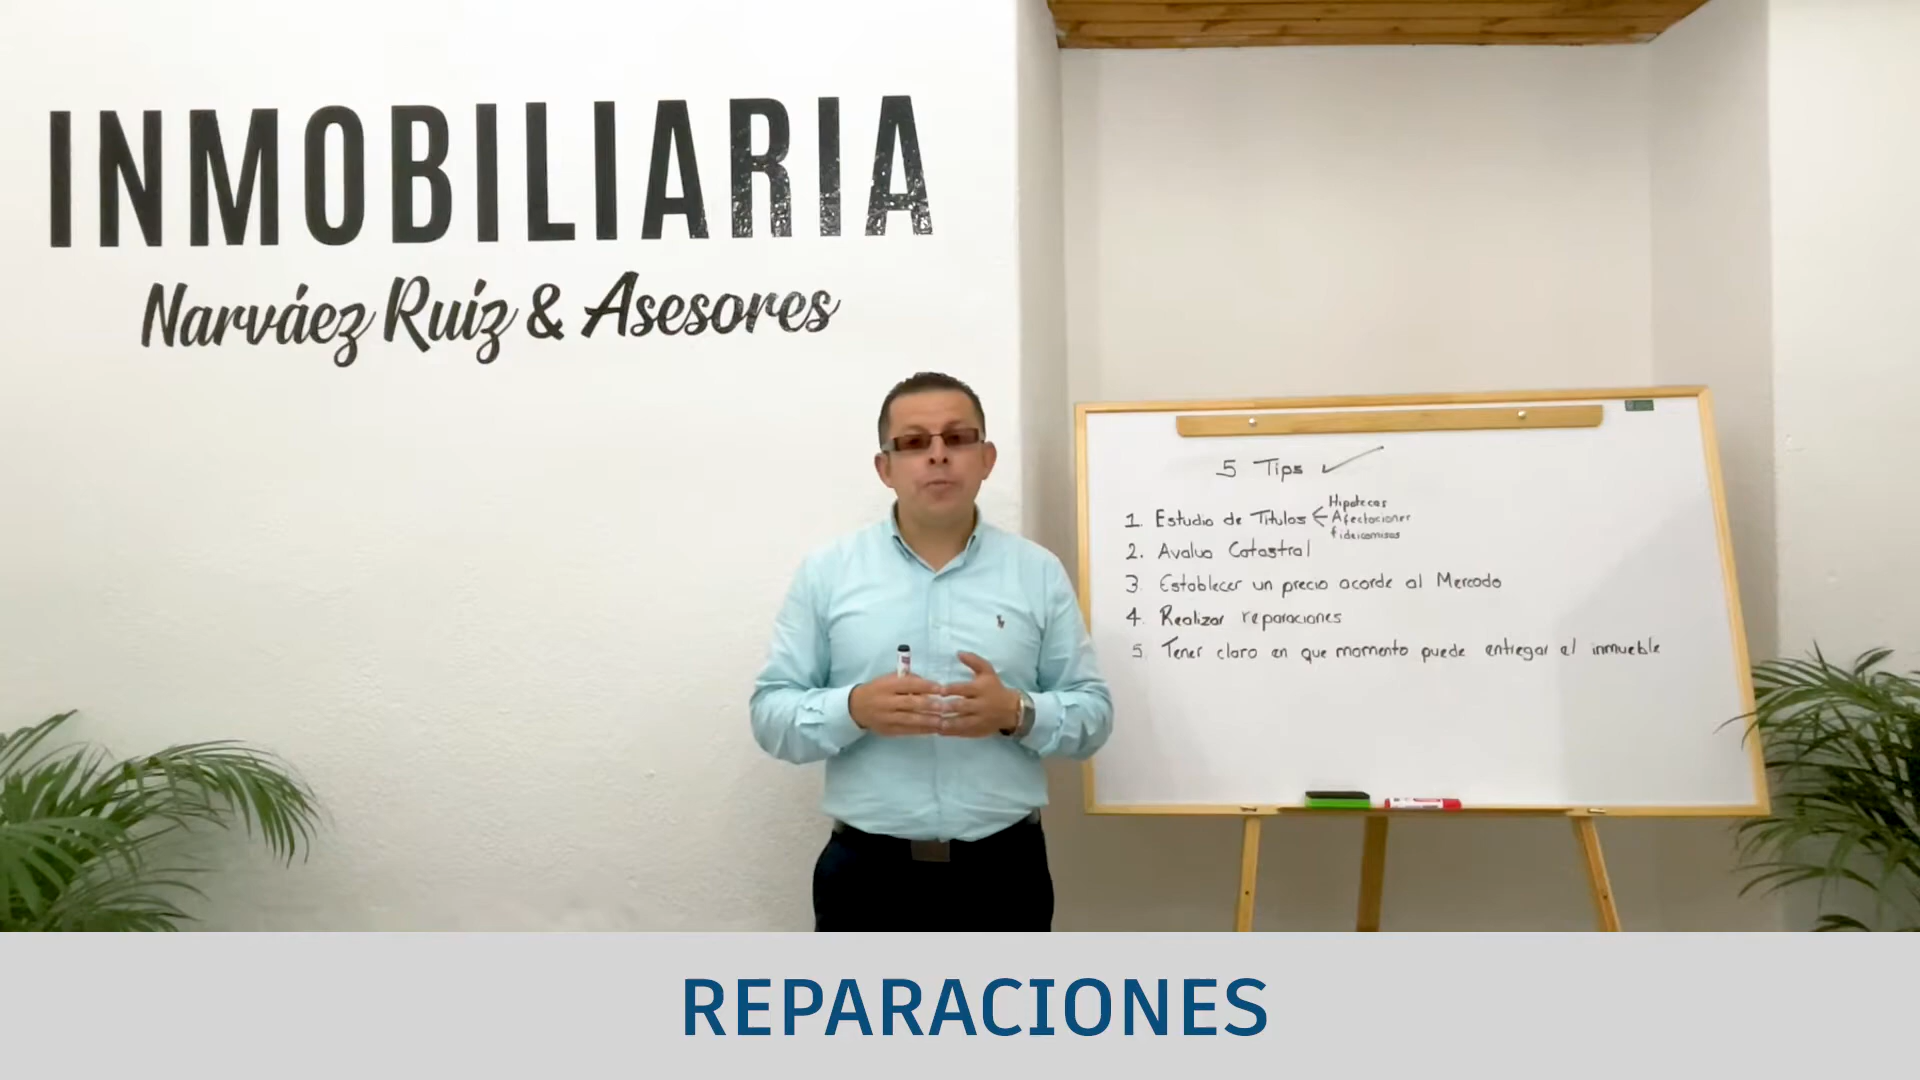 INMOBILIARIA
Narváez Ruíz & Asesores
5 Tips
1. Estudio de Titulos < Hipotecas
Afectaciones
Fideicomisos
2. Avaluo Catastral
3. Establecer un precio acorde al Mercado
4. Realizar reparaciones
5. Tener claro en que momento puede entregar el inmueble
REPARACIONES